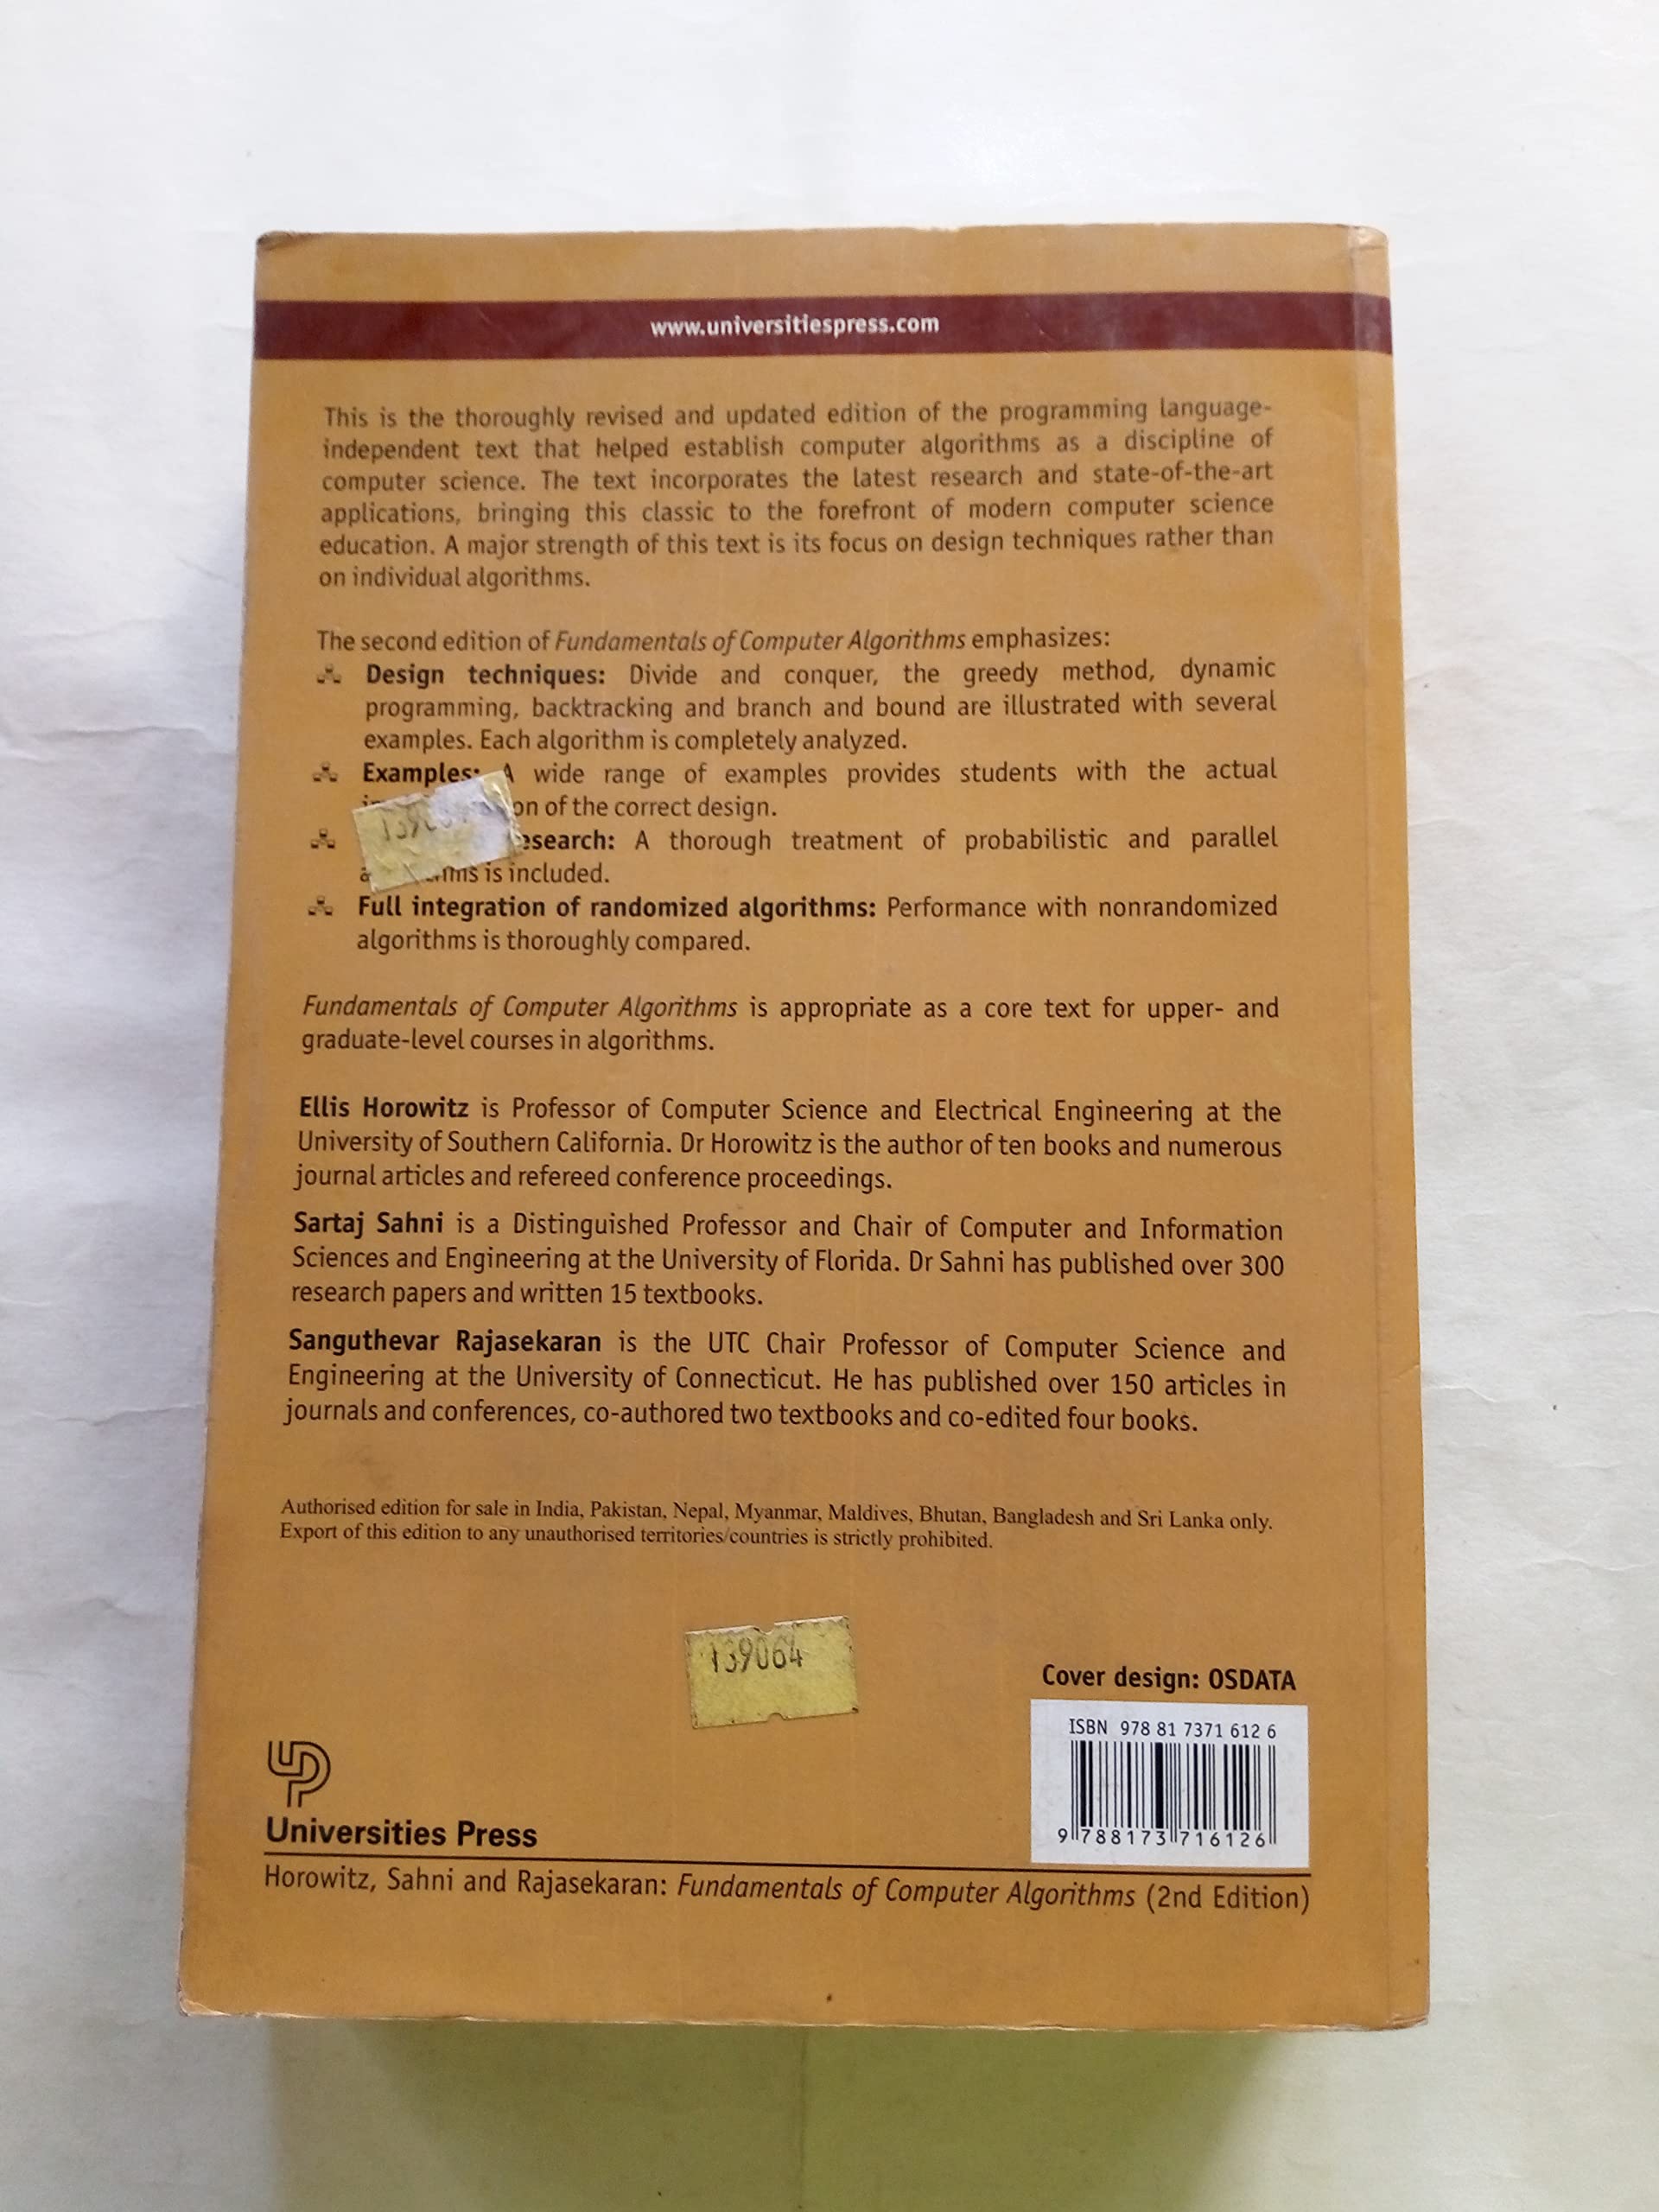 www.universitiespress.com
This is the thoroughly revised and updated edition of the programming language-
independent text that helped establish computer algorithms as a discipline of
computer science. The text incorporates the latest research and state-of-the-art
applications, bringing this classic to the forefront of modern computer science
education. A major strength of this text is its focus on design techniques rather than
on individual algorithms.
The second edition of Fundamentals of Computer Algorithms emphasizes:
Design techniques: Divide and conquer, the greedy method, dynamic
programming, backtracking and branch and bound are illustrated with several
examples. Each algorithm is completely analyzed.
Examples: A wide range of examples provides students with the actual
of the correct design.
A thorough treatment of probabilistic and parallel
is included.
Full integration of randomized algorithms: Performance with nonrandomized
algorithms is thoroughly compared.
Fundamentals of Computer Algorithms is appropriate as a core text for upper- and
graduate-level courses in algorithms.
Ellis Horowitz is Professor of Computer Science and Electrical Engineering at the
University of Southern California. Dr Horowitz is the author of ten books and numerous
journal articles and refereed conference proceedings.
Sartaj Sahni is a Distinguished Professor and Chair of Computer and Information
Sciences and Engineering at the University of Florida. Dr Sahni has published over 300
research papers and written 15 textbooks.
Sanguthevar Rajasekaran is the UTC Chair Professor of Computer Science and
Engineering at the University of Connecticut. He has published over 150 articles in
journals and conferences, co-authored two textbooks and co-edited four books.
Authorised edition for sale in India, Pakistan, Nepal, Myanmar, Maldives, Bhutan, Bangladesh and Sri Lanka only.
Export of this edition to any unauthorised territories/countries is strictly prohibited.
139064
Cover design: OSDATA
ISBN 978 81 7371 612 6
9 788173 716126
Universities Press
Horowitz, Sahni and Rajasekaran: Fundamentals of Computer Algorithms (2nd Edition)